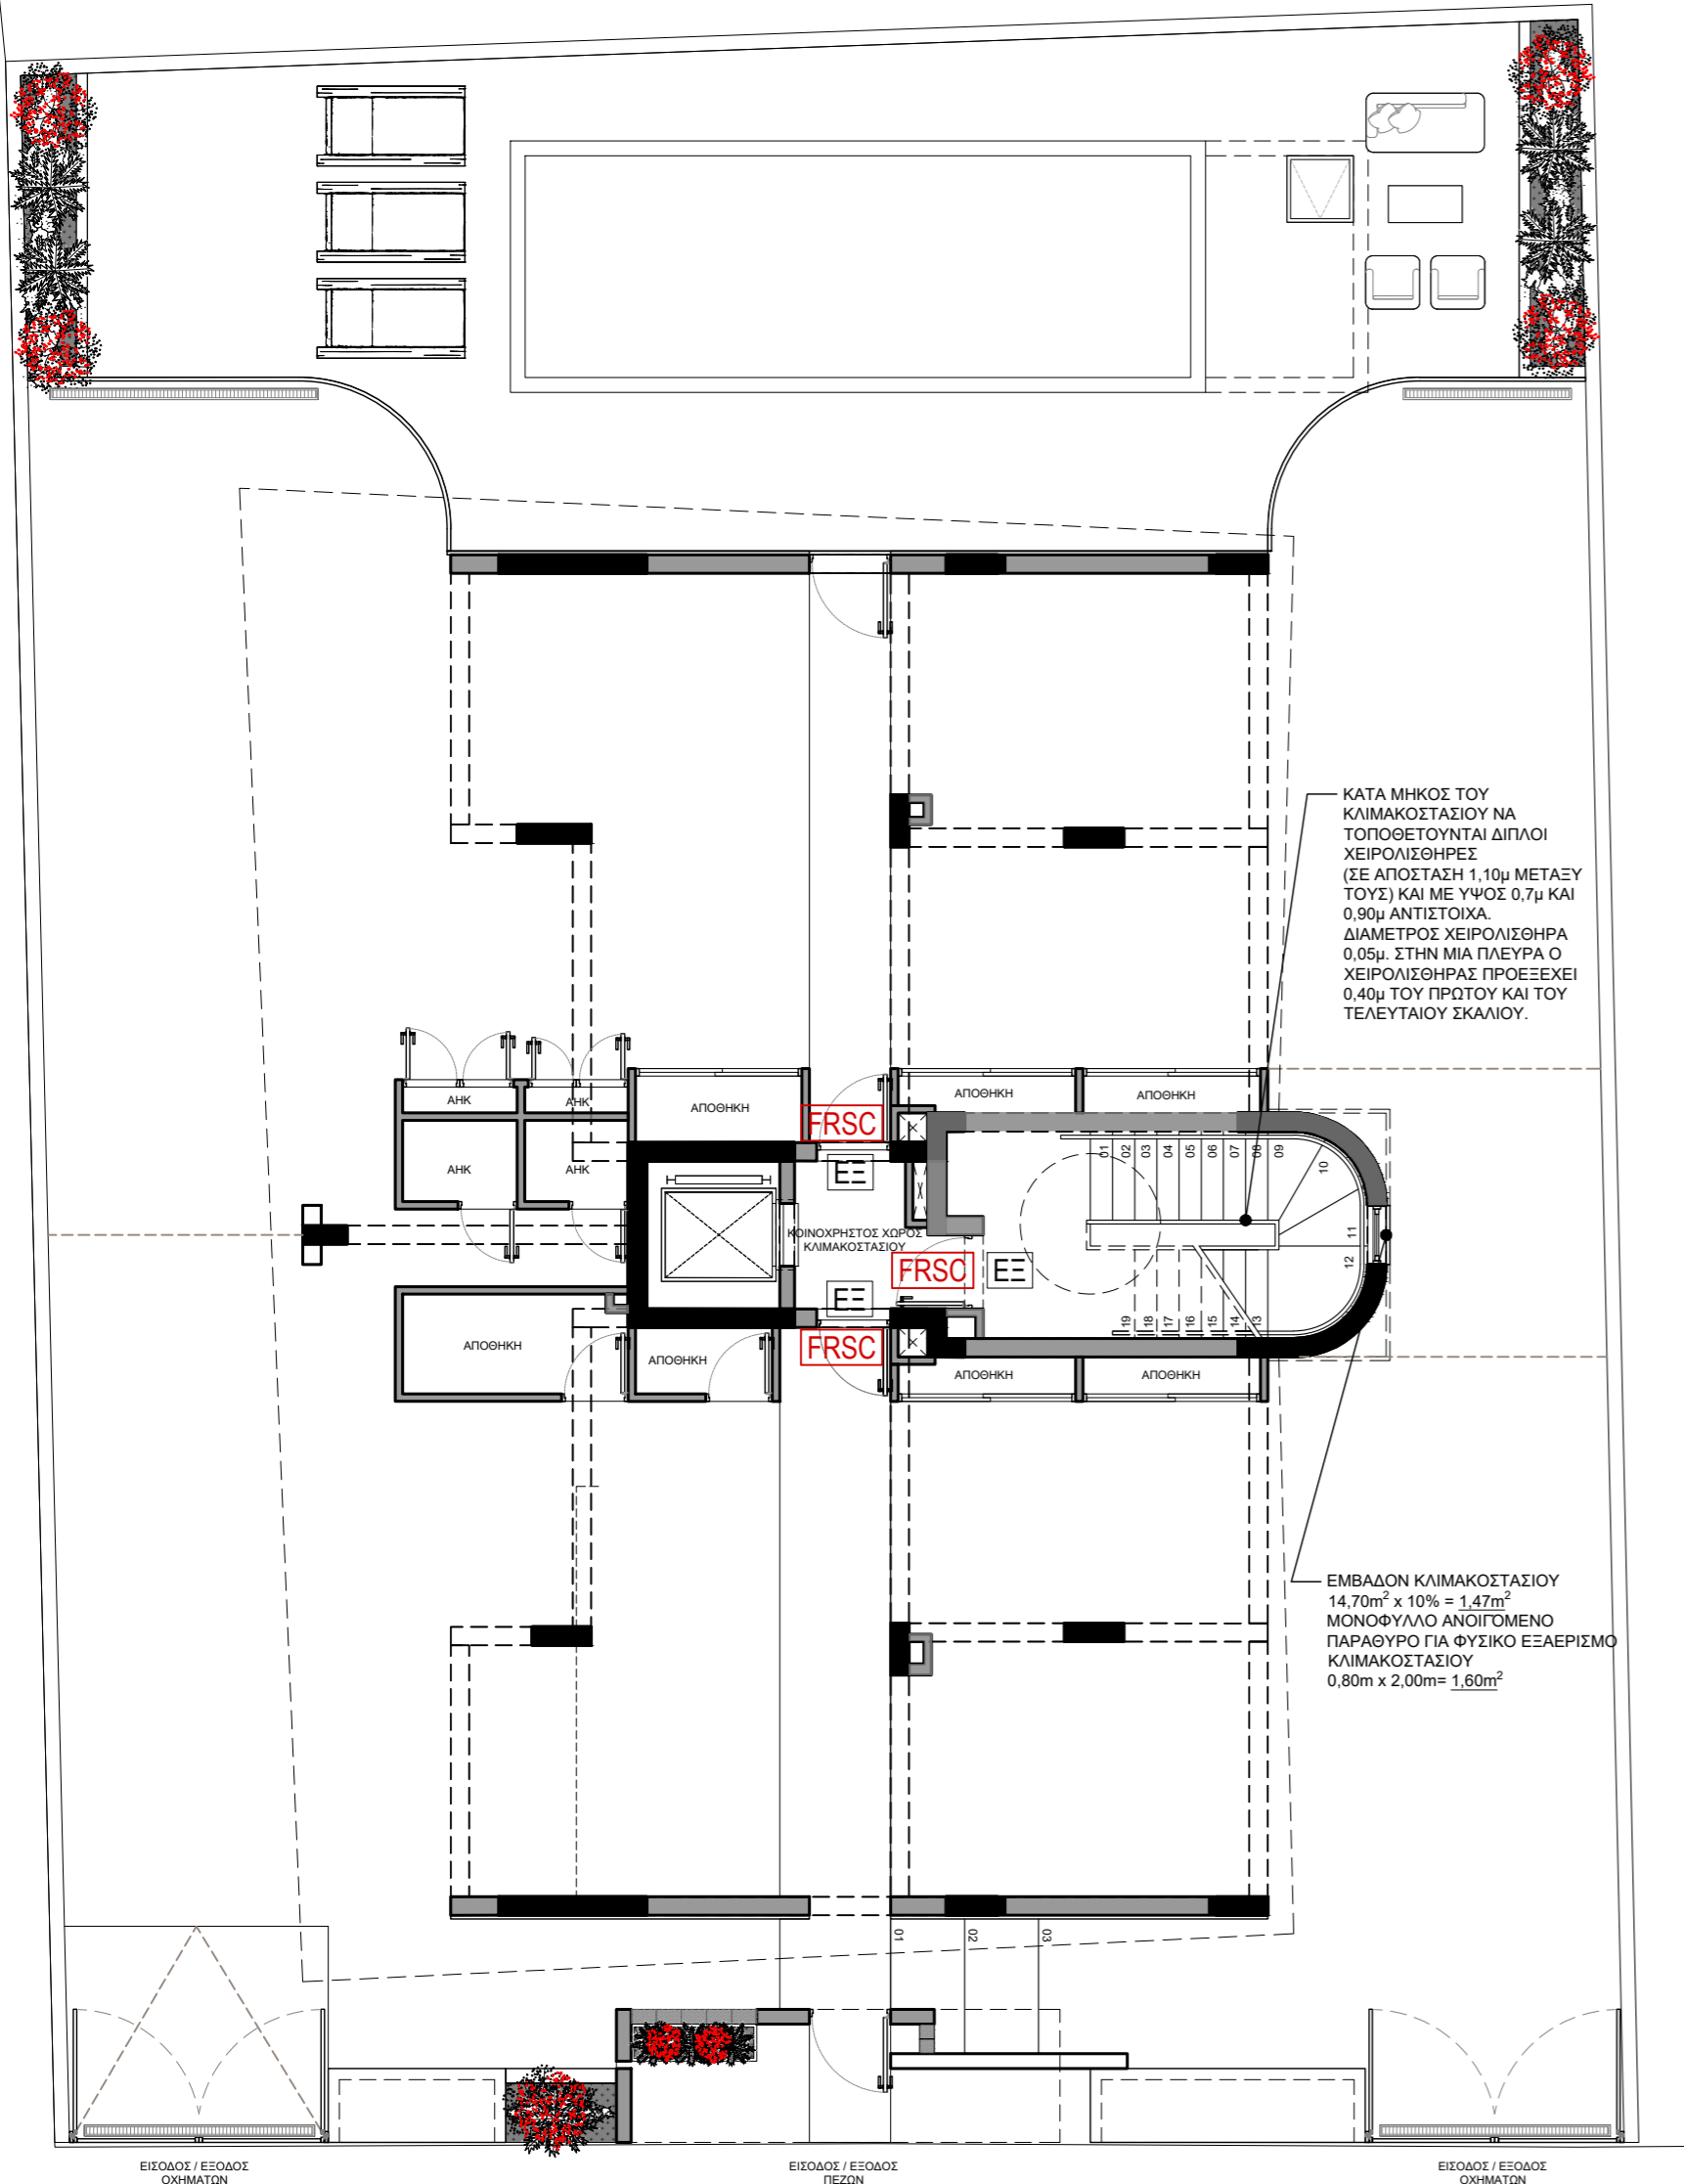 ΚΑΤΑ ΜΗΚΟΣ ΤΟΥ
ΚΛΙΜΑΚΟΣΤΑΣΙΟΥ ΝΑ
ΤΟΠΟΘΕΤΟΥΝΤΑΙ ΔΙΠΛΟΙ
ΧΕΙΡΟΛΙΣΘΗΡΕΣ
(ΣΕ ΑΠΟΣΤΑΣΗ 1,10μ ΜΕΤΑΞΥ
ΤΟΥΣ) ΚΑΙ ΜΕ ΥΨΟΣ 0,7μ ΚΑΙ
0,90μ ΑΝΤΙΣΤΟΙΧΑ.
ΔΙΑΜΕΤΡΟΣ ΧΕΙΡΟΛΙΣΘΗΡΑ
0,05μ. ΣΤΗΝ ΜΙΑ ΠΛΕΥΡΑ Ο
ΧΕΙΡΟΛΙΣΘΗΡΑΣ ΠΡΟΕΞΕΧΕΙ
0,40μ ΤΟΥ ΠΡΩΤΟΥ ΚΑΙ ΤΟΥ
ΤΕΛΕΥΤΑΙΟΥ ΣΚΑΛΙΟΥ.
ΑΗΚ
ΑΗΚ
ΑΠΟΘΗΚΗ
ΑΠΟΘΗΚΗ
ΑΠΟΘΗΚΗ
FRSC
ΑΗΚ
ΑΗΚ
ΕΞ
01 02 03 04 05 06 07 08 09
10
11
12
ΚΟΙΝΟΧΡΗΣΤΟΣ ΧΩΡΟΣ
ΚΛΙΜΑΚΟΣΤΑΣΙΟΥ
FRSC
ΕΞ
ΕΞ
19 18 17 16 15 14 13
FRSC
ΑΠΟΘΗΚΗ
ΑΠΟΘΗΚΗ
ΑΠΟΘΗΚΗ
ΑΠΟΘΗΚΗ
ΕΜΒΑΔΟΝ ΚΛΙΜΑΚΟΣΤΑΣΙΟΥ
14,70m² x 10% = 1,47m²
ΜΟΝΟΦΥΛΛΟ ΑΝΟΙΓΟΜΕΝΟ
ΠΑΡΑΘΥΡΟ ΓΙΑ ΦΥΣΙΚΟ ΕΞΑΕΡΙΣΜΟ
ΚΛΙΜΑΚΟΣΤΑΣΙΟΥ
0,80m x 2,00m= 1,60m²
01 02 03
ΕΙΣΟΔΟΣ / ΕΞΟΔΟΣ
ΟΧΗΜΑΤΩΝ
ΕΙΣΟΔΟΣ / ΕΞΟΔΟΣ
ΠΕΖΩΝ
ΕΙΣΟΔΟΣ / ΕΞΟΔΟΣ
ΟΧΗΜΑΤΩΝ